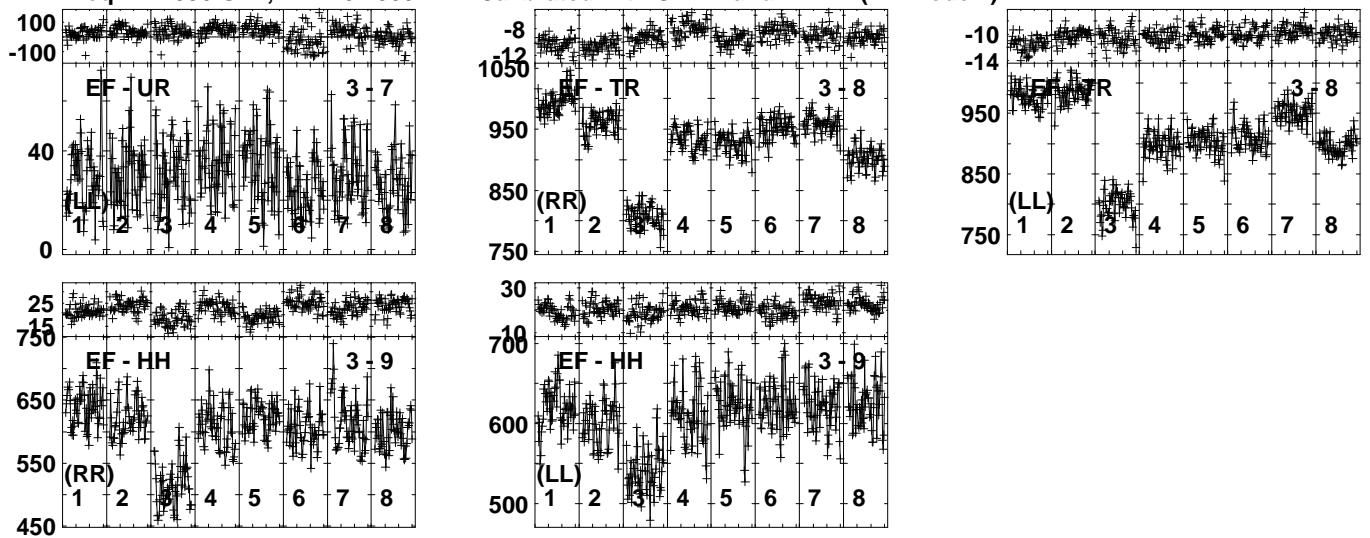 100
-100
EF - UR 3 - 7
40
(LL)
1 2 3 4 5 6 7 8
0
-8
-12
1050
EF - TR 3 - 8
950
850
(RR)
1 2 3 4 5 6 7 8
750
-10
-14
EF - TR 3 - 8
950
850
(LL)
1 2 3 4 5 6 7 8
750
25
15
750
EF - HH 3 - 9
650
550
(RR)
1 2 3 4 5 6 7 8
450
30
10
700
EF - HH 3 - 9
600
(LL)
1 2 3 4 5 6 7 8
500